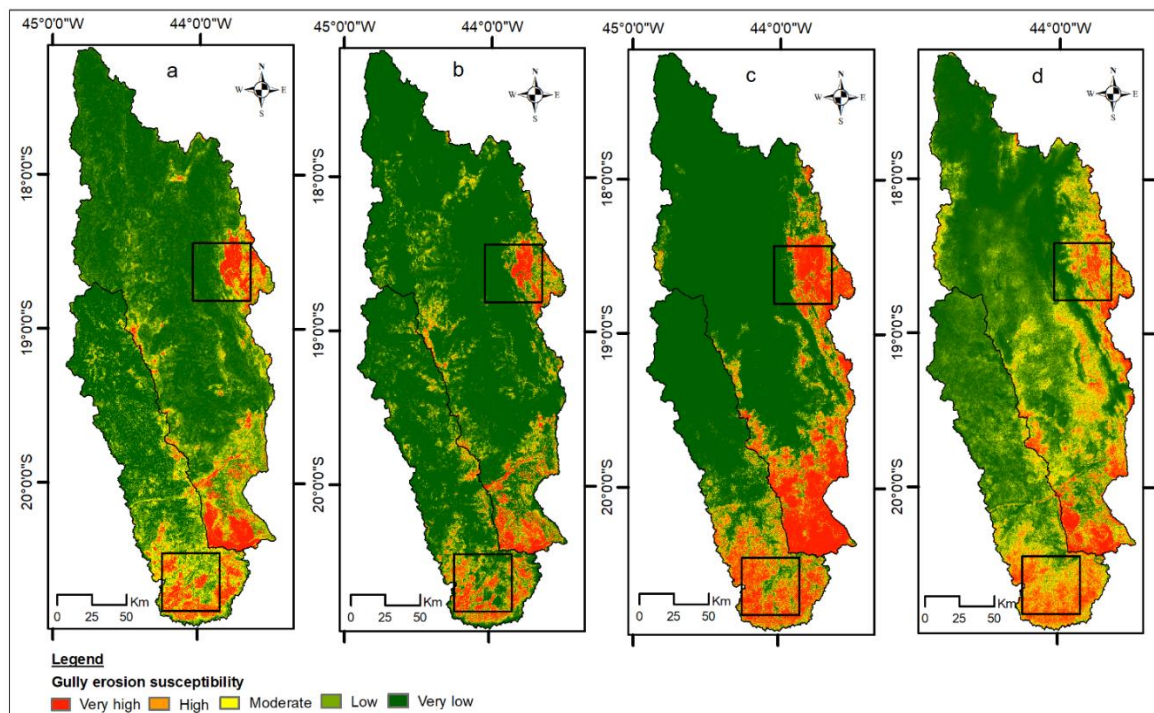 45°0'0"W 44°0'0"W
45°0'0"W 44°0'0"W
45°0'0"W 44°0'0"W
44°0'0"W
a
b
c
d
N
W E
S
N
W E
S
N
W E
S
N
W E
S
18°0'0"S
18°0'0"S
18°0'0"S
18°0'0"S
19°0'0"S
19°0'0"S
19°0'0"S
19°0'0"S
20°0'0"S
20°0'0"S
20°0'0"S
20°0'0"S
Km
0 25 50
Km
0 25 50
Km
0 25 50
Km
0 25 50
Legend
Gully erosion susceptibility
Very high High Moderate Low Very low